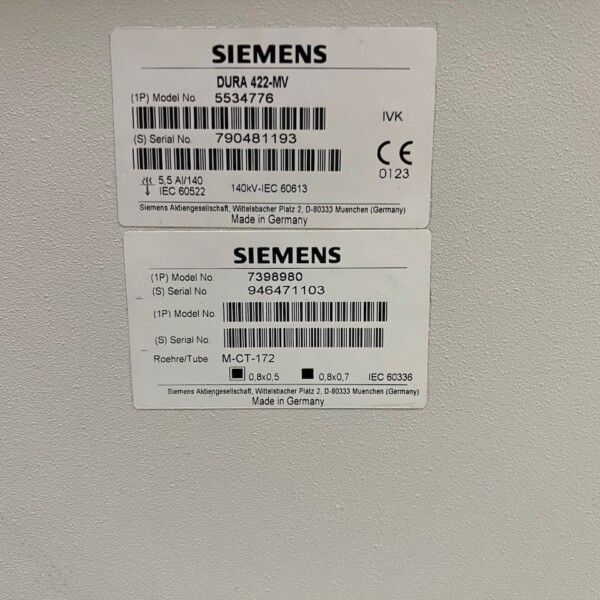 SIEMENS
DURA 422-MV
(1P) Model No. 5534776
IVK
(S) Serial No. 790481193
0123
5,5 Al/140
IEC 60522 140kV-IEC 60613
Siemens Aktiengesellschaft, Wittelsbacher Platz 2, D-80333 Muenchen (Germany)
Made in Germany
SIEMENS
(1P) Model No. 7398980
(S) Serial No. 946471103
(1P) Model No.
(S) Serial No.
Roehre/Tube M-CT-172
0,8x0,5 0,8x0,7 IEC 60336
Siemens Aktiengesellschaft, Wittelsbacher Platz 2, D-80333 Muenchen (Germany)
Made in Germany